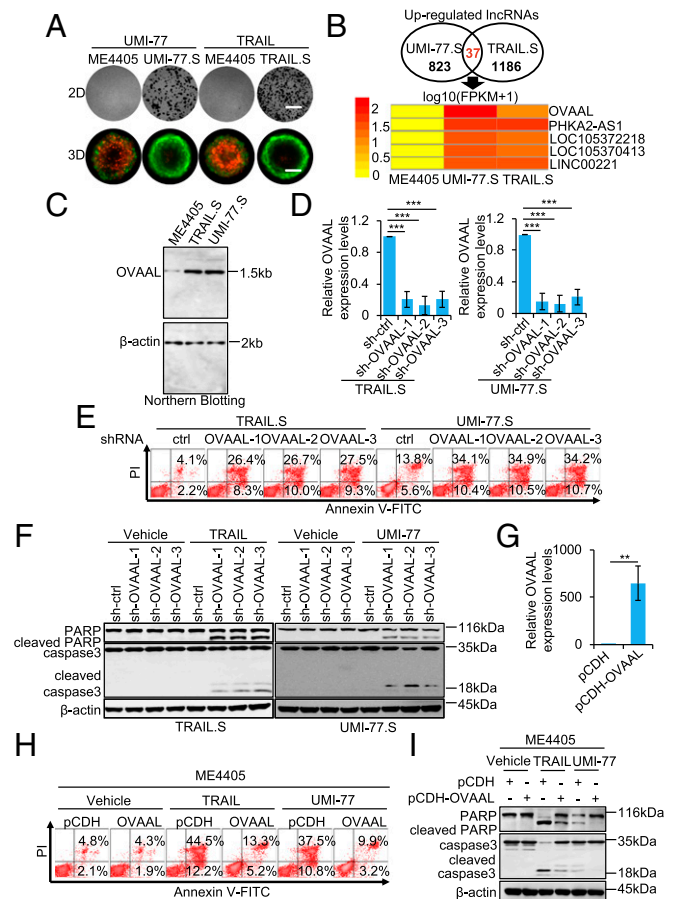 A
UMI-77 TRAIL
ME4405 UMI-77.S ME4405 TRAIL.S
2D
3D
B
Up-regulated lncRNAs
UMI-77.S 37 TRAIL.S
823 1186
log10(FPKM+1)
2
1.5
1
0.5
0
OVAAL
PHKA2-AS1
LOC105372218
LOC105370413
LINC00221
ME4405 UMI-77.S TRAIL.S
C
ME4405
TRAIL.S
UMI-77.S
OVAAL 1.5kb
β-actin 2kb
Northern Blotting
D
Relative OVAAL
expression levels
1.2
1
0.8
0.4
0
***
***
***
sh-ctrl
sh-OVAAL-1
sh-OVAAL-2
sh-OVAAL-3
TRAIL.S
Relative OVAAL
expression levels
1.2
1
0.8
0.4
0
***
***
***
sh-ctrl
sh-OVAAL-1
sh-OVAAL-2
sh-OVAAL-3
UMI-77.S
E
TRAIL.S UMI-77.S
shRNA ctrl OVAAL-1 OVAAL-2 OVAAL-3 ctrl OVAAL-1 OVAAL-2 OVAAL-3
4.1% 26.4% 26.7% 27.5% 13.8% 34.1% 34.9% 34.2%
PI
2.2% 8.3% 10.0% 9.3% 5.6% 10.4% 10.5% 10.7%
Annexin V-FITC
F
Vehicle TRAIL Vehicle UMI-77
sh-ctrl
sh-OVAAL-1
sh-OVAAL-2
sh-OVAAL-3
sh-ctrl
sh-OVAAL-1
sh-OVAAL-2
sh-OVAAL-3
sh-ctrl
sh-OVAAL-1
sh-OVAAL-2
sh-OVAAL-3
sh-ctrl
sh-OVAAL-1
sh-OVAAL-2
sh-OVAAL-3
PARP 116kDa
cleaved PARP
caspase3 35kDa
cleaved
caspase3 18kDa
β-actin 45kDa
TRAIL.S UMI-77.S
G
Relative OVAAL
expression levels
1000
500
0
**
pCDH
pCDH-OVAAL
H
ME4405
Vehicle TRAIL UMI-77
pCDH OVAAL pCDH OVAAL pCDH OVAAL
4.8% 4.3% 44.5% 13.3% 37.5% 9.9%
PI
2.1% 1.9% 12.2% 5.2% 10.8% 3.2%
Annexin V-FITC
I
ME4405
Vehicle TRAIL UMI-77
pCDH + - + - + -
pCDH-OVAAL - + - + - +
PARP 116kDa
cleaved PARP
caspase3 35kDa
cleaved
caspase3 18kDa
β-actin 45kDa